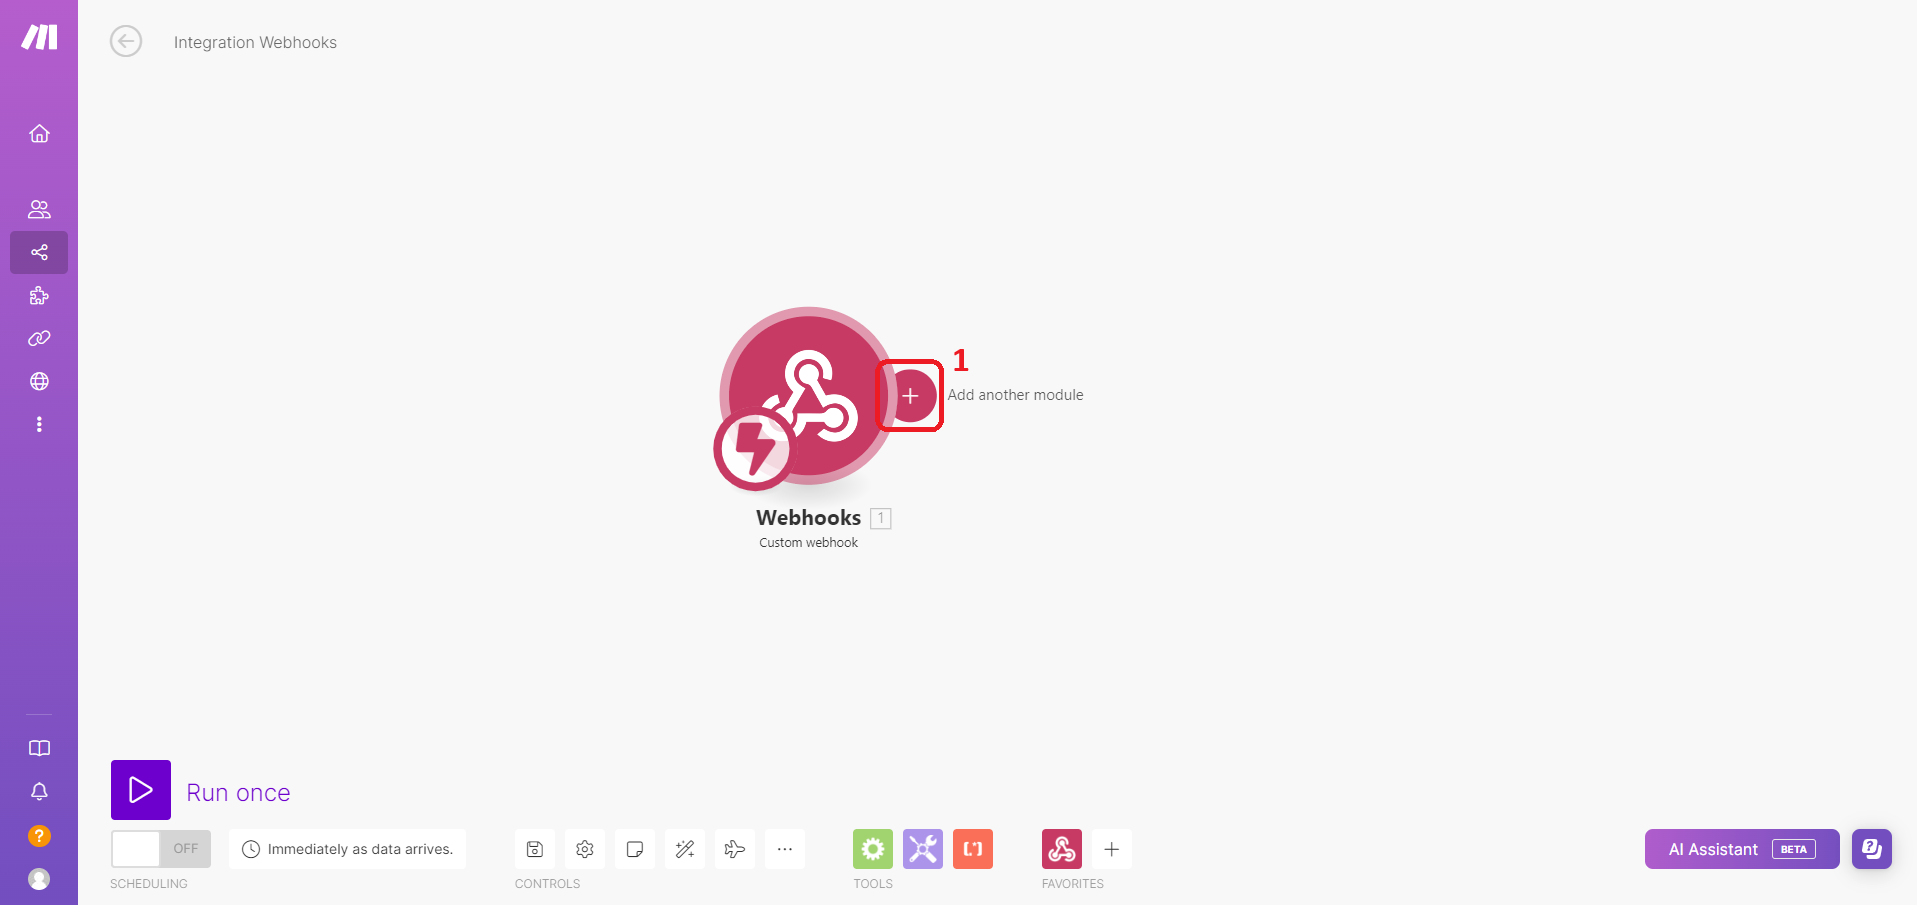 Integration Webhooks
1
Add another module
Webhooks 1
Custom webhook
Run once
OFF
Immediately as data arrives.
SCHEDULING
CONTROLS
TOOLS
FAVORITES
AI Assistant BETA